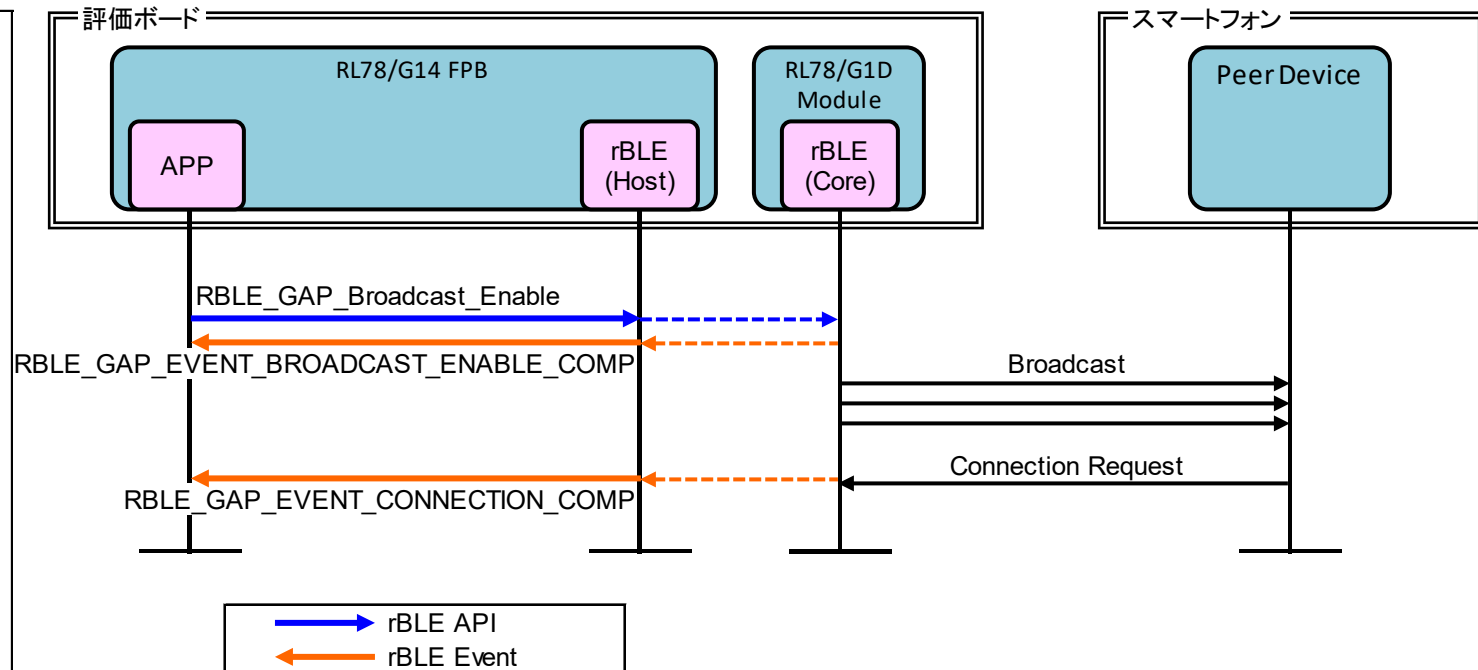 評価ボード
スマートフォン
RL78/G14 FPB
RL78/G1D
Module
Peer Device
APP
rBLE
(Host)
rBLE
(Core)
RBLE_GAP_Broadcast_Enable
RBLE_GAP_EVENT_BROADCAST_ENABLE_COMP
Broadcast
Connection Request
RBLE_GAP_EVENT_CONNECTION_COMP
rBLE API
rBLE Event